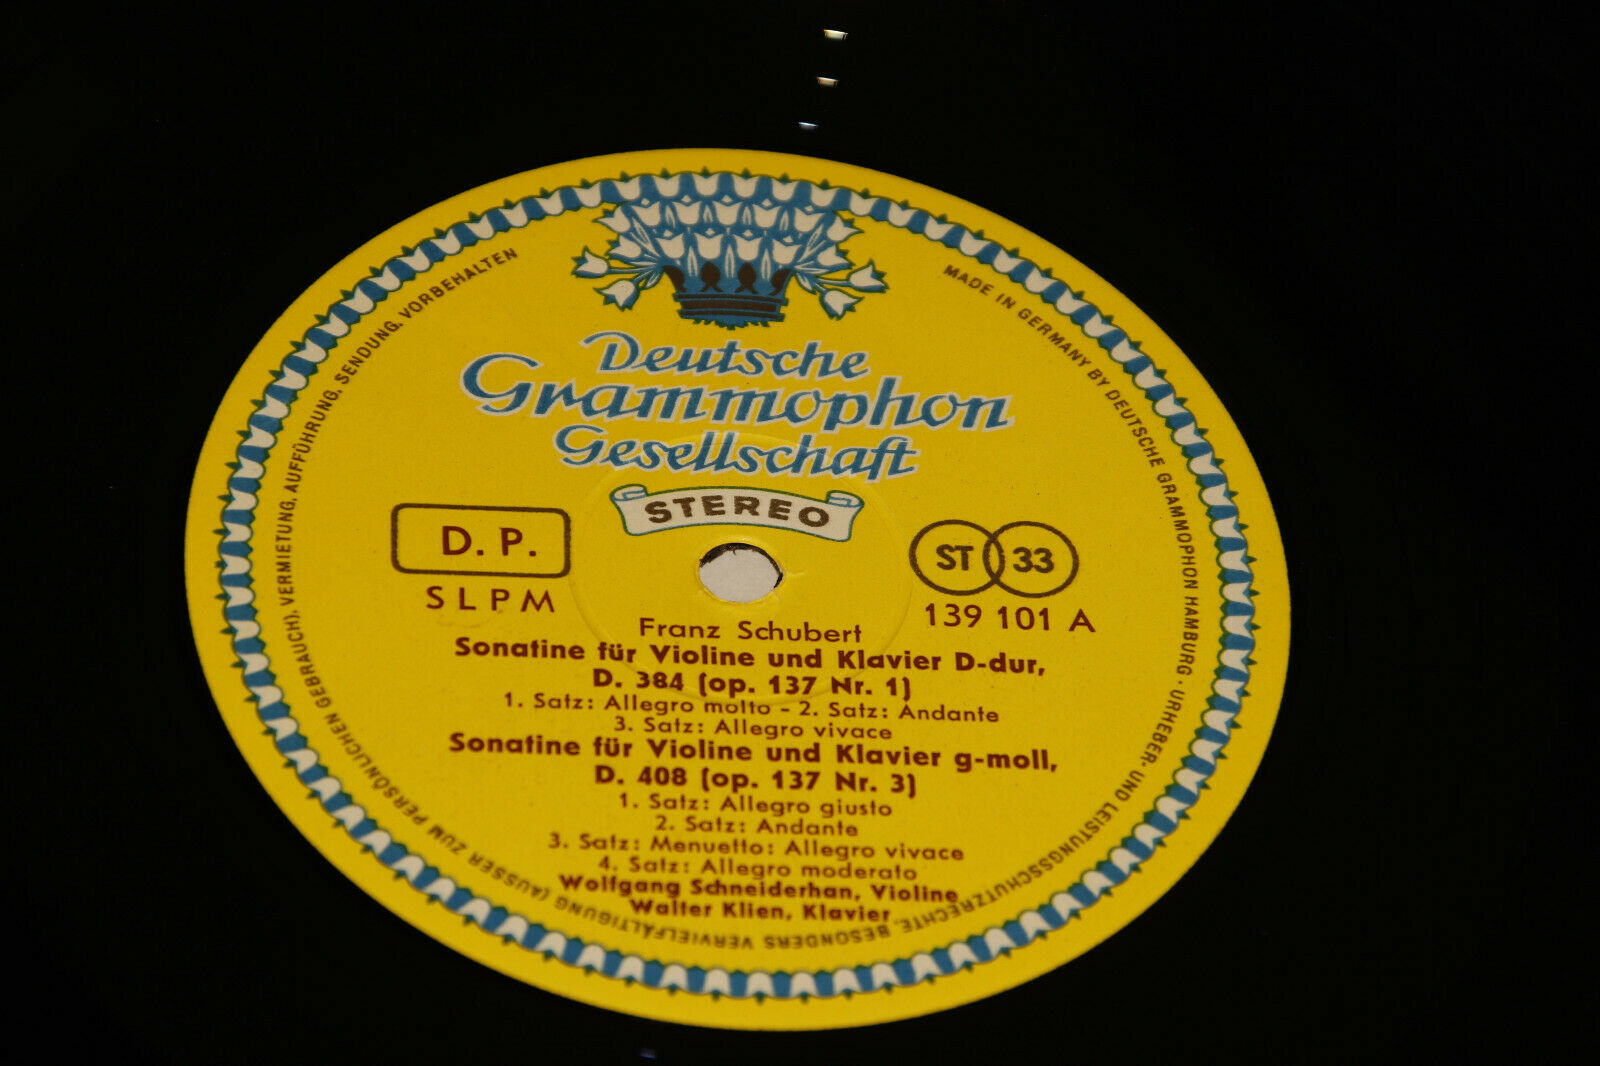 Deutsche
Grammophon
Gesellschaft
STEREO
D. P.
SLPM
ST 33
139 101 A
Franz Schubert
Sonatine für Violine und Klavier D-dur,
D. 384 (op. 137 Nr. 1)
1. Satz: Allegro molto - 2. Satz: Andante
3. Satz: Allegro vivace
Sonatine für Violine und Klavier g-moll,
D. 408 (op. 137 Nr. 3)
1. Satz: Allegro giusto
2. Satz: Andante
3. Satz: Menuetto: Allegro vivace
4. Satz: Allegro moderato
Wolfgang Schneiderhan, Violine
Walter Klien, Klavier
MADE IN GERMANY BY DEUTSCHE GRAMMOPHON HAMBURG · URHEBER- UND LEISTUNGSSCHUTZRECHTE, BESONDERS VERVIELFÄLTIGUNG (AUSSER ZUM PERSÖNLICHEN GEBRAUCH), VERMIETUNG, AUFFÜHRUNG, SENDUNG, VORBEHALTEN